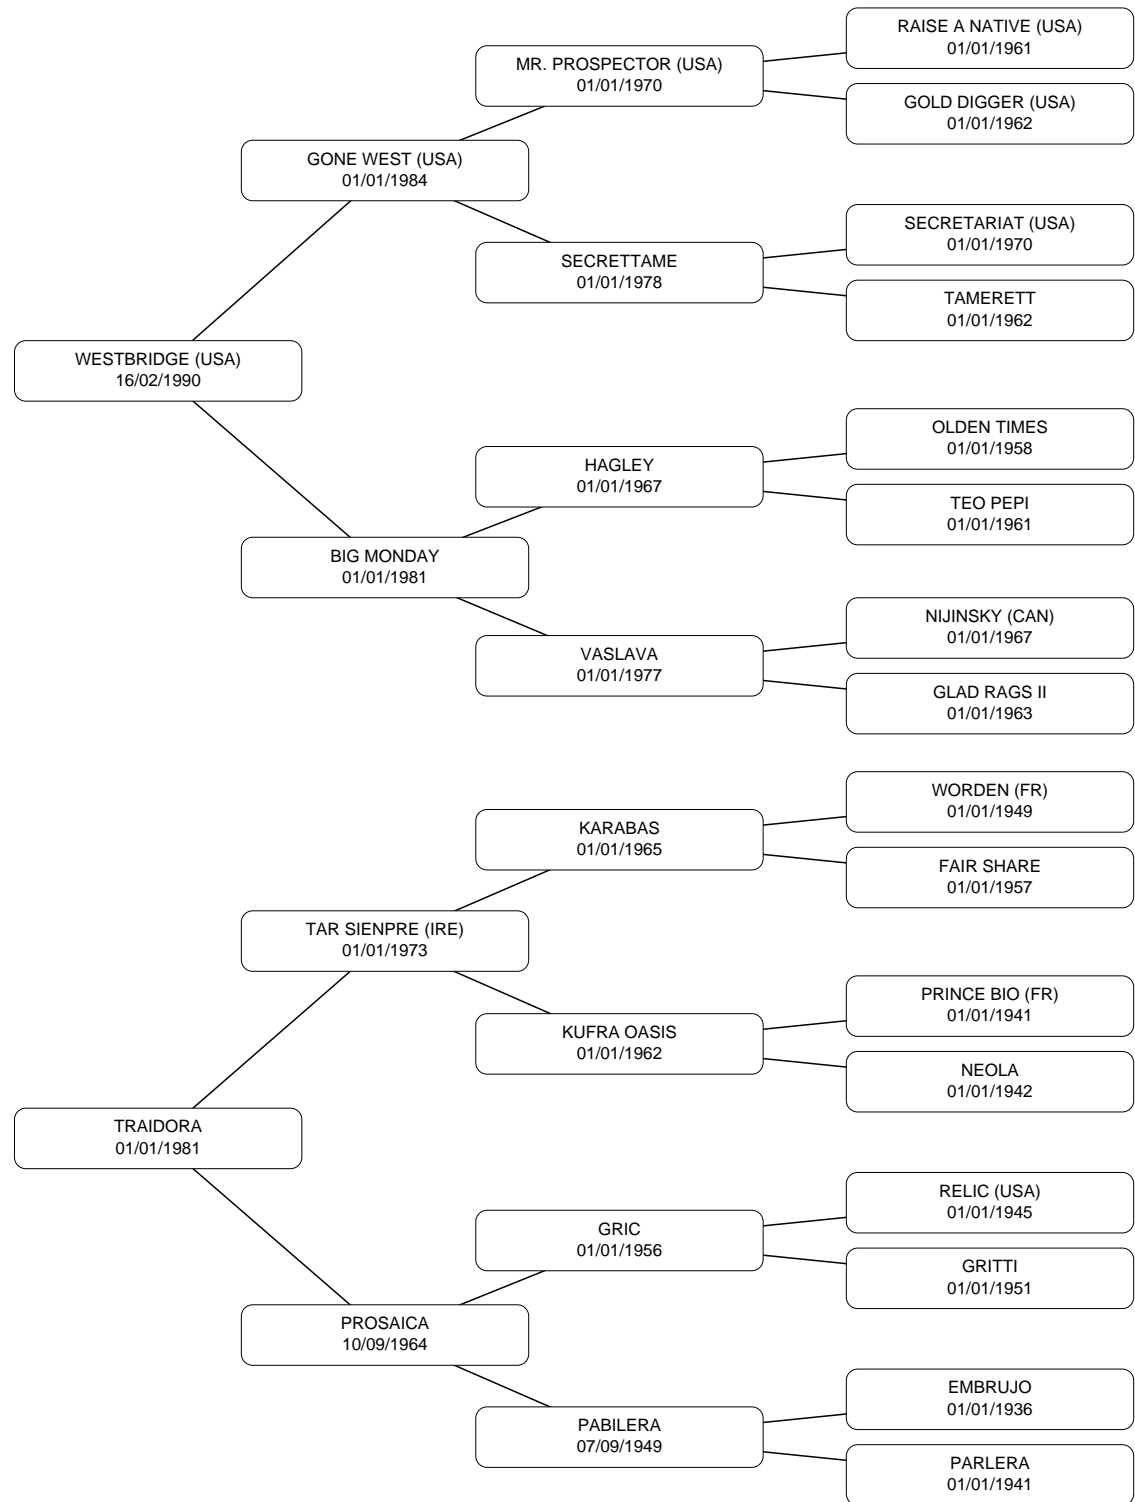 RAISE A NATIVE (USA)
01/01/1961
MR. PROSPECTOR (USA)
01/01/1970
GOLD DIGGER (USA)
01/01/1962
GONE WEST (USA)
01/01/1984
SECRETARIAT (USA)
01/01/1970
SECRETTAME
01/01/1978
TAMERETT
01/01/1962
WESTBRIDGE (USA)
16/02/1990
OLDEN TIMES
01/01/1958
HAGLEY
01/01/1967
TEO PEPI
01/01/1961
BIG MONDAY
01/01/1981
NIJINSKY (CAN)
01/01/1967
VASLAVA
01/01/1977
GLAD RAGS II
01/01/1963
WORDEN (FR)
01/01/1949
KARABAS
01/01/1965
FAIR SHARE
01/01/1957
TAR SIENPRE (IRE)
01/01/1973
PRINCE BIO (FR)
01/01/1941
KUFRA OASIS
01/01/1962
NEOLA
01/01/1942
TRAIDORA
01/01/1981
RELIC (USA)
01/01/1945
GRIC
01/01/1956
GRITTI
01/01/1951
PROSAICA
10/09/1964
EMBRUJO
01/01/1936
PABILERA
07/09/1949
PARLERA
01/01/1941